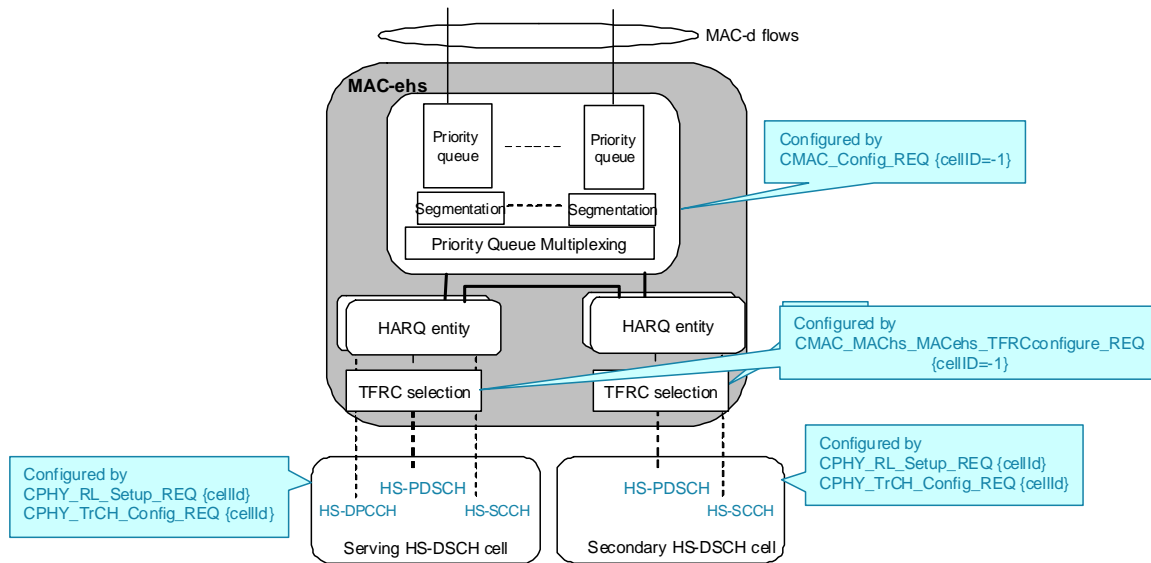 MAC-d flows
MAC-ehs
Priority
queue
Priority
queue
Configured by
CMAC_Config_REQ {cellID=-1}
Segmentation
Segmentation
Priority Queue Multiplexing
HARQ entity
HARQ entity
Configured by
CMAC_MAChs_MACehs_TFRCconfigure_REQ
{cellID=-1}
TFRC selection
TFRC selection
Configured by
CPHY_RL_Setup_REQ {cellId}
CPHY_TrCH_Config_REQ {cellId}
Configured by
CPHY_RL_Setup_REQ {cellId}
CPHY_TrCH_Config_REQ {cellId}
HS-PDSCH
HS-DPCCH
HS-SCCH
Serving HS-DSCH cell
HS-PDSCH
HS-SCCH
Secondary HS-DSCH cell